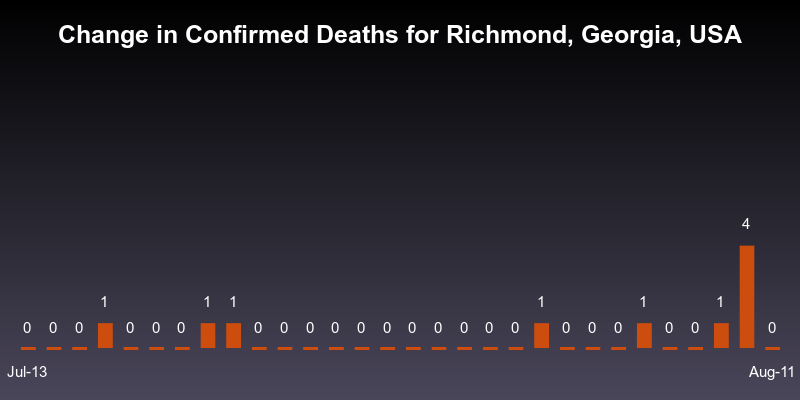 Change in Confirmed Deaths for Richmond, Georgia, USA
4
1 1 1 1 1 1
0 0 0 0 0 0 0 0 0 0 0 0 0 0 0 0 0 0 0 0 0 0 0
Jul-13 Aug-11